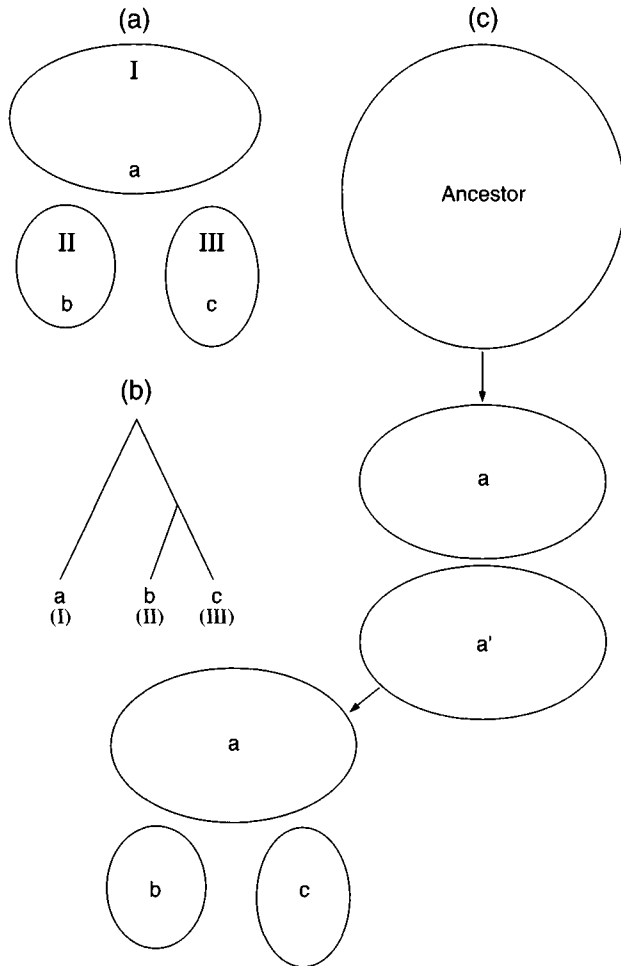 (a)
I
a
II
b
III
c
(b)
a b c
(I) (II) (III)
(c)
Ancestor
a
a'
a
b
c